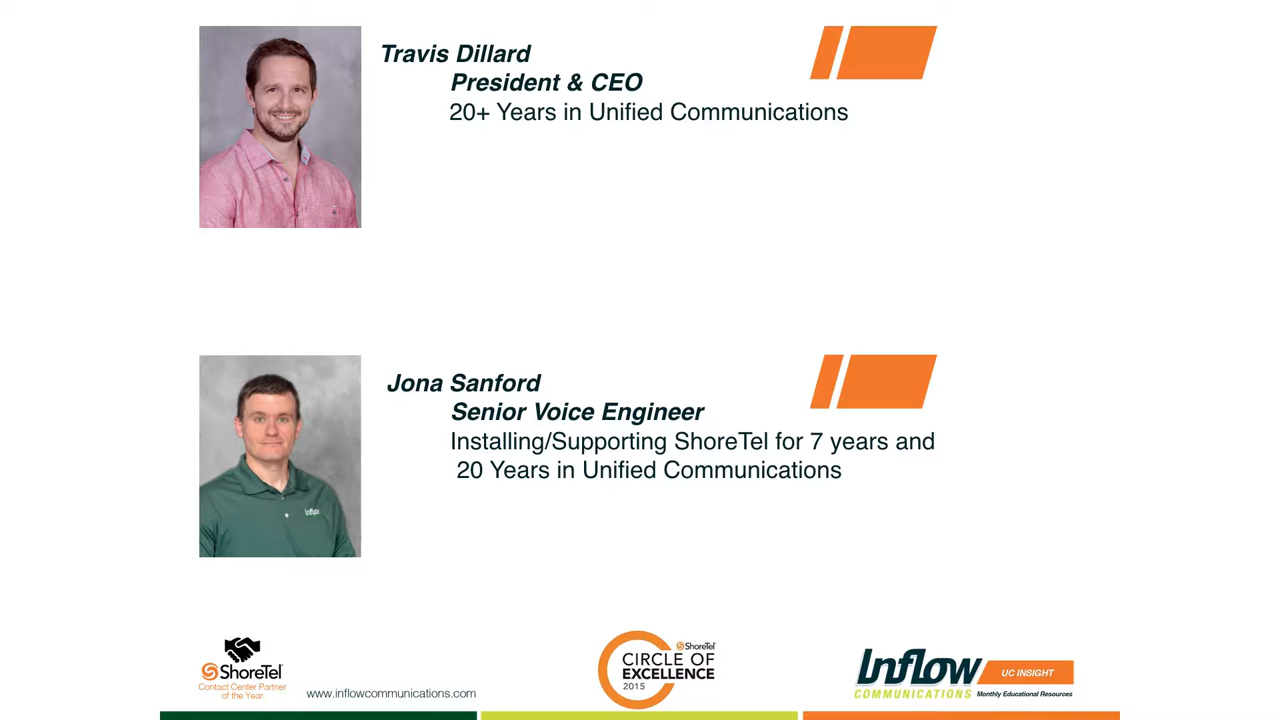 Travis Dillard
President & CEO
20+ Years in Unified Communications
Jona Sanford
Senior Voice Engineer
Installing/Supporting ShoreTel for 7 years and
20 Years in Unified Communications
Inflow
ShoreTel
Contact Center Partner
of the Year
www.inflowcommunications.com
ShoreTel
CIRCLE OF
EXCELLENCE
2015
Inflow
COMMUNICATIONS
UC INSIGHT
Monthly Educational Resources